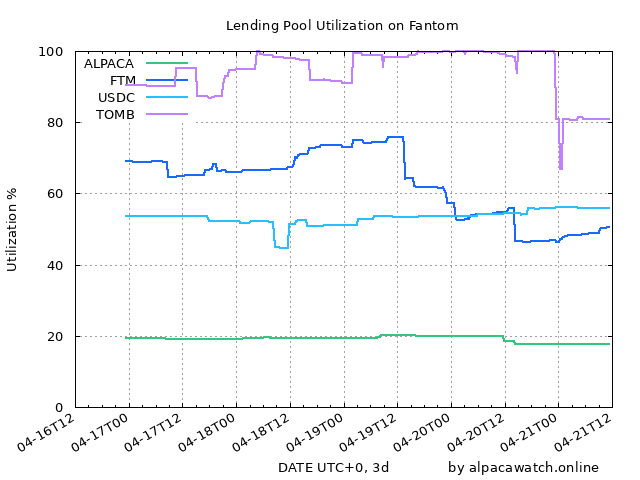 Lending Pool Utilization on Fantom
100
80
60
40
20
0
Utilization %
ALPACA
FTM
USDC
TOMB
04-16T12
04-17T00
04-17T12
04-18T00
04-18T12
04-19T00
04-19T12
04-20T00
04-20T12
04-21T00
04-21T12
DATE UTC+0, 3d
by alpacawatch.online